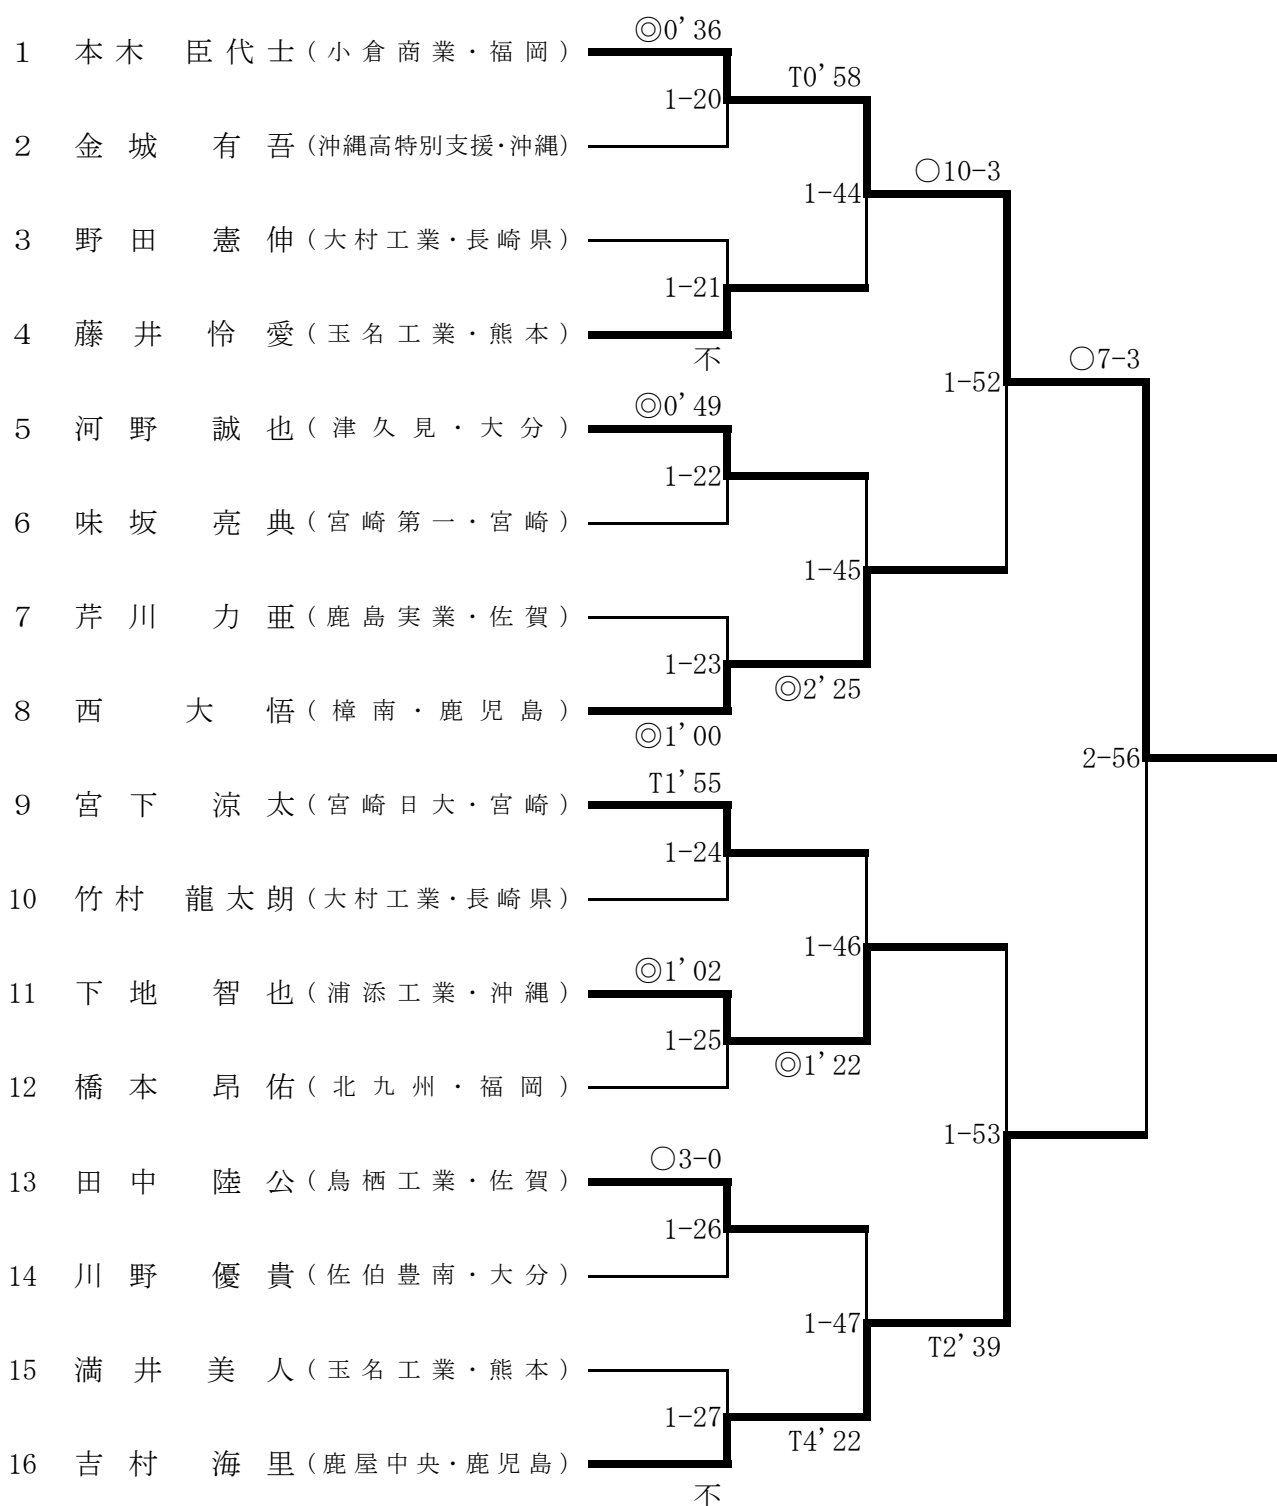 ◎0’36
1 本木 臣代士 (小倉商業・福岡)
T0’58
1-20
2 金城 有吾 (沖縄高特別支援・沖縄)
○10-3
1-44
3 野田 憲伸 (大村工業・長崎県)
1-21
4 藤井 怜愛 (玉名工業・熊本)
不
○7-3
1-52
◎0’49
5 河野 誠也 (津久見・大分)
1-22
6 味坂 亮典 (宮崎第一・宮崎)
1-45
7 芹川 力亜 (鹿島実業・佐賀)
1-23
◎2’25
8 西 大悟 (樟南・鹿児島)
◎1’00
2-56
T1’55
9 宮下 涼太 (宮崎日大・宮崎)
1-24
10 竹村 龍太朗 (大村工業・長崎県)
1-46
◎1’02
11 下地 智也 (浦添工業・沖縄)
1-25
◎1’22
12 橋本 昂佑 (北九州・福岡)
1-53
○3-0
13 田中 陸公 (鳥栖工業・佐賀)
1-26
14 川野 優貴 (佐伯豊南・大分)
1-47
T2’39
15 満井 美人 (玉名工業・熊本)
1-27
T4’22
16 吉村 海里 (鹿屋中央・鹿児島)
不